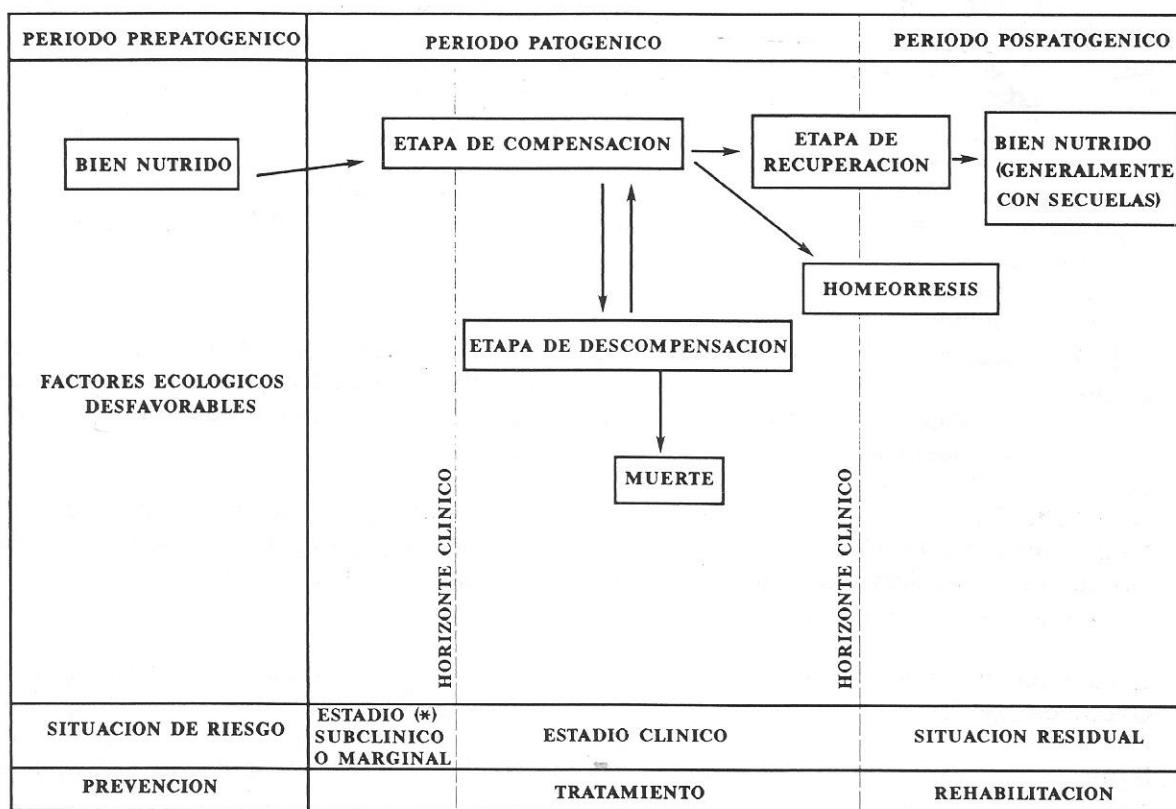 PERIODO PREPATOGENICO
PERIODO PATOGENICO
PERIODO POSPATOGENICO
BIEN NUTRIDO
ETAPA DE COMPENSACION
ETAPA DE
RECUPERACION
BIEN NUTRIDO
(GENERALMENTE
CON SECUELAS)
HOMEORRESIS
ETAPA DE DESCOMPENSACION
FACTORES ECOLOGICOS
DESFAVORABLES
MUERTE
HORIZONTE CLINICO
HORIZONTE CLINICO
SITUACION DE RIESGO
ESTADIO (*)
SUBCLINICO
O MARGINAL
ESTADIO CLINICO
SITUACION RESIDUAL
PREVENCION
TRATAMIENTO
REHABILITACION